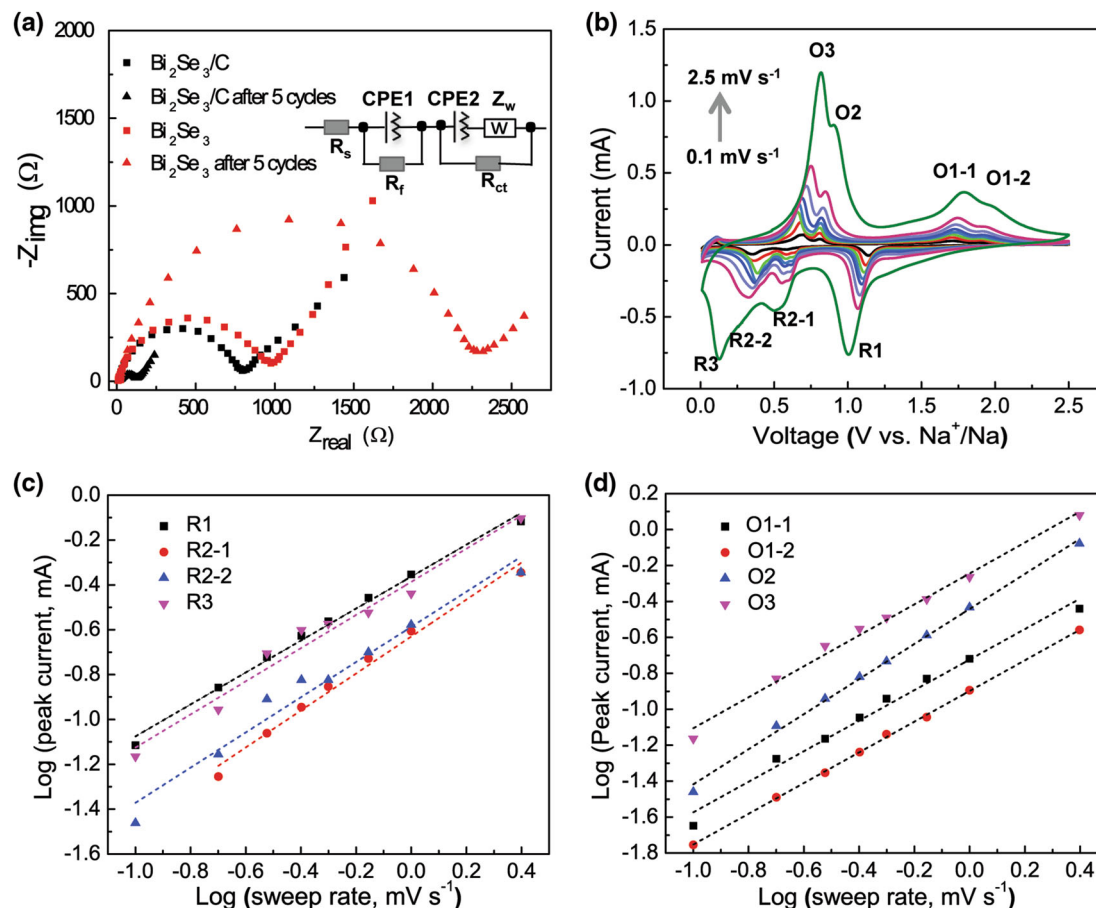 (a)
2000
1500
1000
500
0
-Z_img (Ω)
Bi₂Se₃/C
Bi₂Se₃/C after 5 cycles
Bi₂Se₃
Bi₂Se₃ after 5 cycles
CPE1 CPE2 Z_w
W
R_s
R_f
R_ct
0 500 1000 1500 2000 2500
Z_real (Ω)
(b)
1.5
1.0
0.5
0.0
-0.5
-1.0
Current (mA)
2.5 mV s⁻¹
0.1 mV s⁻¹
O3
O2
O1-1
O1-2
R3
R2-2
R2-1
R1
0.0 0.5 1.0 1.5 2.0 2.5
Voltage (V vs. Na⁺/Na)
(c)
0.0
-0.2
-0.4
-0.6
-0.8
-1.0
-1.2
-1.4
-1.6
Log (peak current, mA)
R1
R2-1
R2-2
R3
-1.0 -0.8 -0.6 -0.4 -0.2 0.0 0.2 0.4
Log (sweep rate, mV s⁻¹)
(d)
0.2
0.0
-0.2
-0.4
-0.6
-0.8
-1.0
-1.2
-1.4
-1.6
-1.8
Log (Peak current, mA)
O1-1
O1-2
O2
O3
-1.0 -0.8 -0.6 -0.4 -0.2 0.0 0.2 0.4
Log (sweep rate, mV s⁻¹)